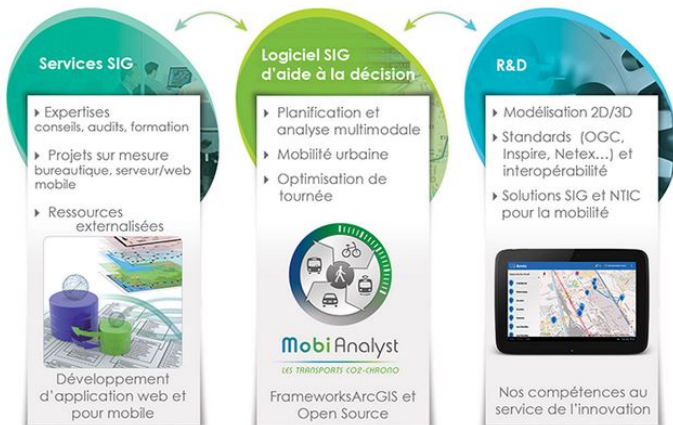 Services SIG
▸ Expertises
conseils, audits, formation
▸ Projets sur mesure
bureautique, serveur/web
mobile
▸ Ressources
externalisées
Développement
d'application web et
pour mobile
Logiciel SIG
d'aide à la décision
▸ Planification et
analyse multimodale
▸ Mobilité urbaine
▸ Optimisation de
tournée
Mobi Analyst
LES TRANSPORTS CO2-CHRONO
FrameworksArcGIS et
Open Source
R&D
▸ Modélisation 2D/3D
▸ Standards (OGC,
Inspire, Netex...) et
interopérabilité
▸ Solutions SIG et NTIC
pour la mobilité
Nos compétences au
service de l'innovation